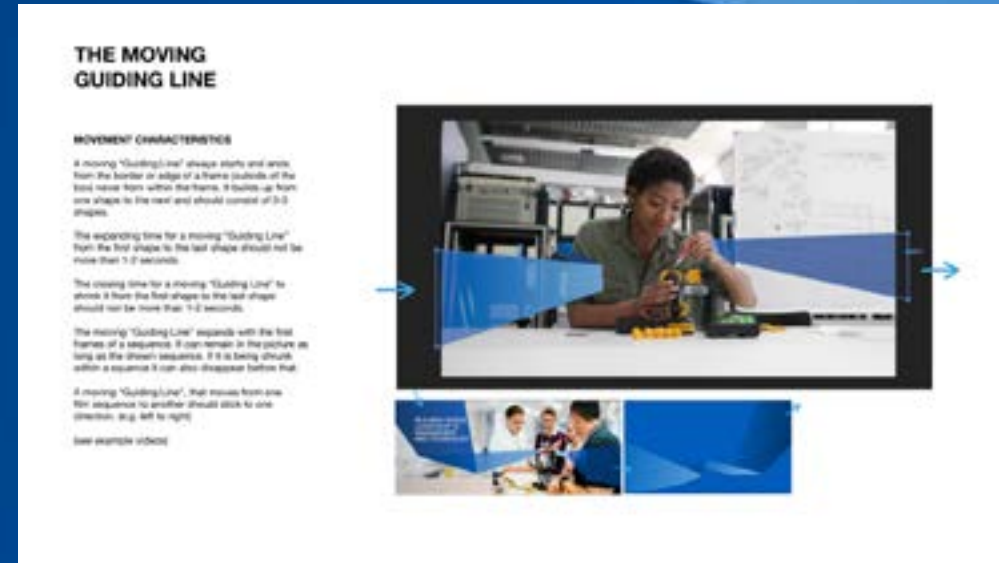 THE MOVING
GUIDING LINE
MOVEMENT CHARACTERISTICS
A moving "Guiding Line" always starts and ends
from the border or edge of a frame (outside of the
box) never from within the frame. It builds up from
one shape to the next and should consist of 2-3
shapes.
The expanding time for a moving "Guiding Line"
from the first shape to the last shape should not be
more than 1-2 seconds.
The closing time for a moving "Guiding Line" to
shrink it from the first shape to the last shape
should not be more than 1-2 seconds.
The moving "Guiding Line" expands with the first
frames of a sequence. It can remain in the picture as
long as the shown sequence. If it is being shrunk
within a squence it can also disappear before that.
A moving "Guiding Line", that moves from one
film sequence to another should stick to one
direction. (e.g. left to right)
(see example videos)